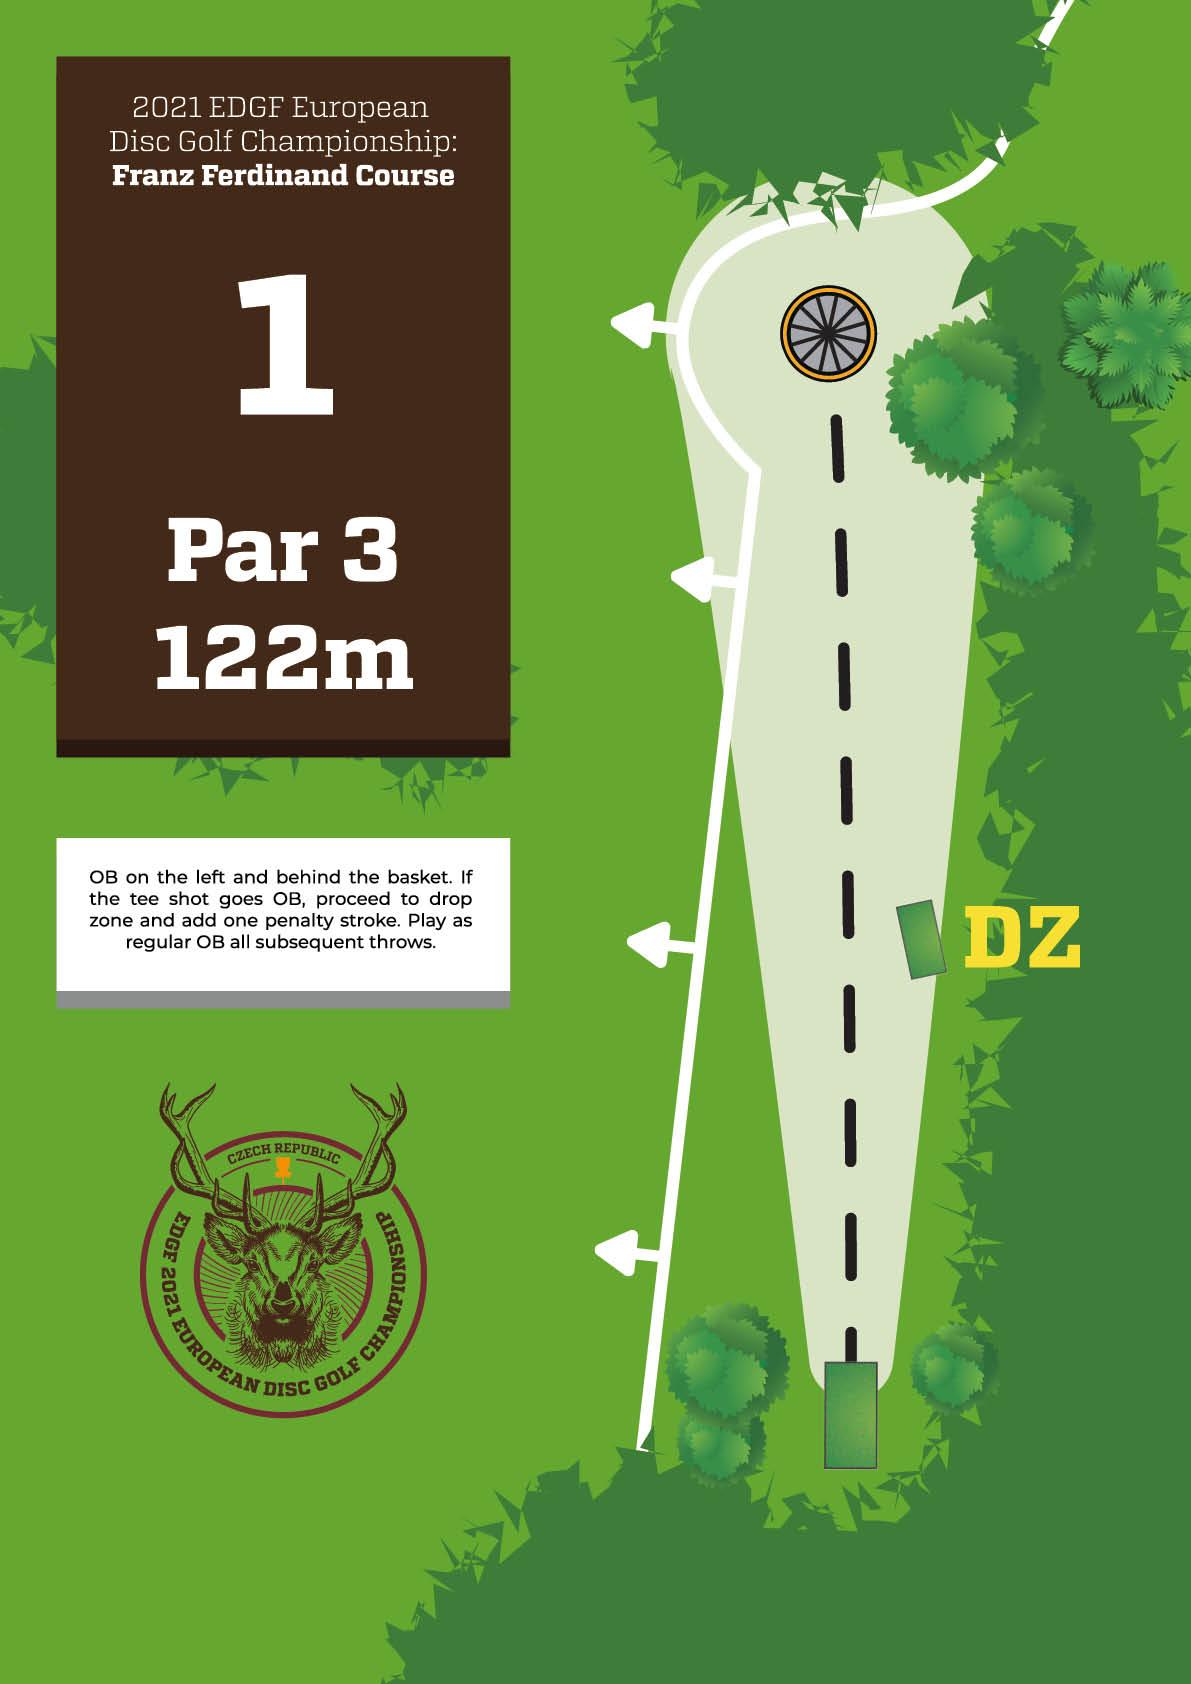 2021 EDGF European
Disc Golf Championship:
Franz Ferdinand Course
1
Par 3
122m
OB on the left and behind the basket. If
the tee shot goes OB, proceed to drop
zone and add one penalty stroke. Play as
regular OB all subsequent throws.
DZ
CZECH REPUBLIC
EDGF 2021 EUROPEAN DISC GOLF CHAMPIONSHIP